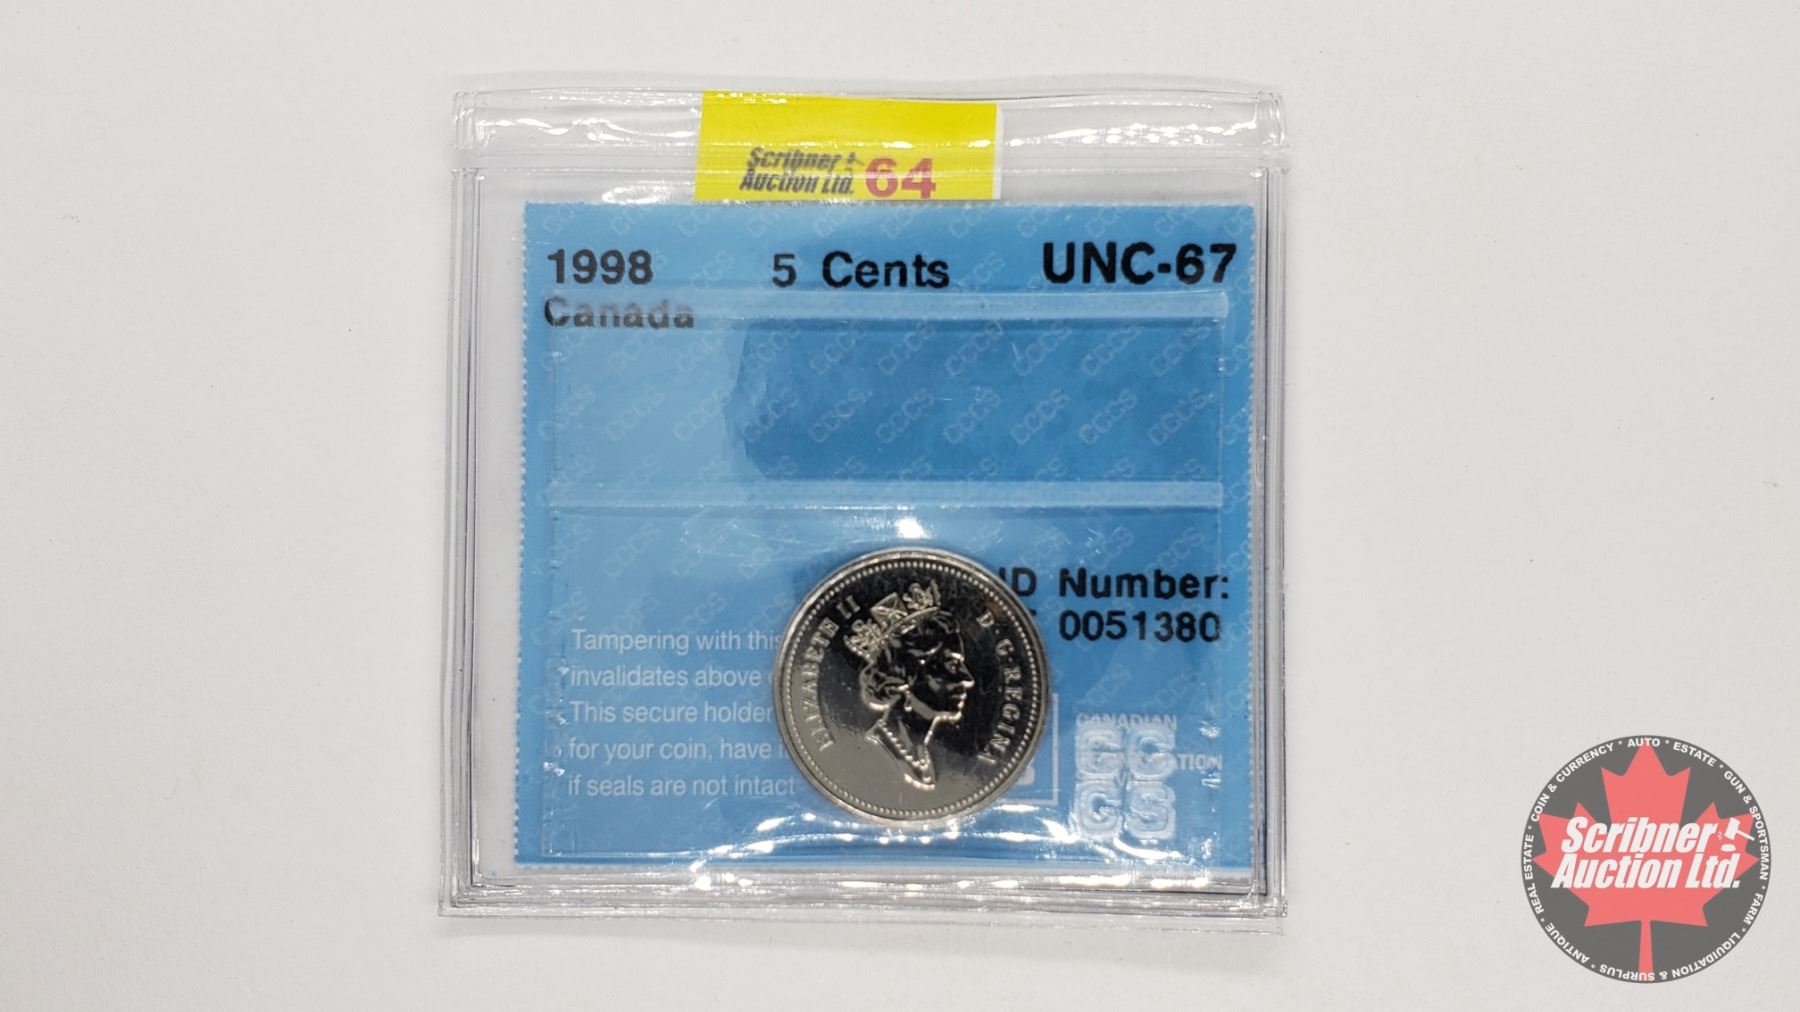 Scribner
Auction Ltd. 64
1998 5 Cents UNC-67
Canada
ID Number:
0051380
Tampering with this
invalidates above
This secure holder
for your coin, have
if seals are not intact
ELIZABETH II D·G·REGINA
CANADIAN
CC
GS
COIN & CURRENCY * AUTO * ESTATE * GUN & SPORTSMAN * FARM * LIQUIDATION & SURPLUS * ANTIQUE * REAL ESTATE *
Scribner
Auction Ltd.